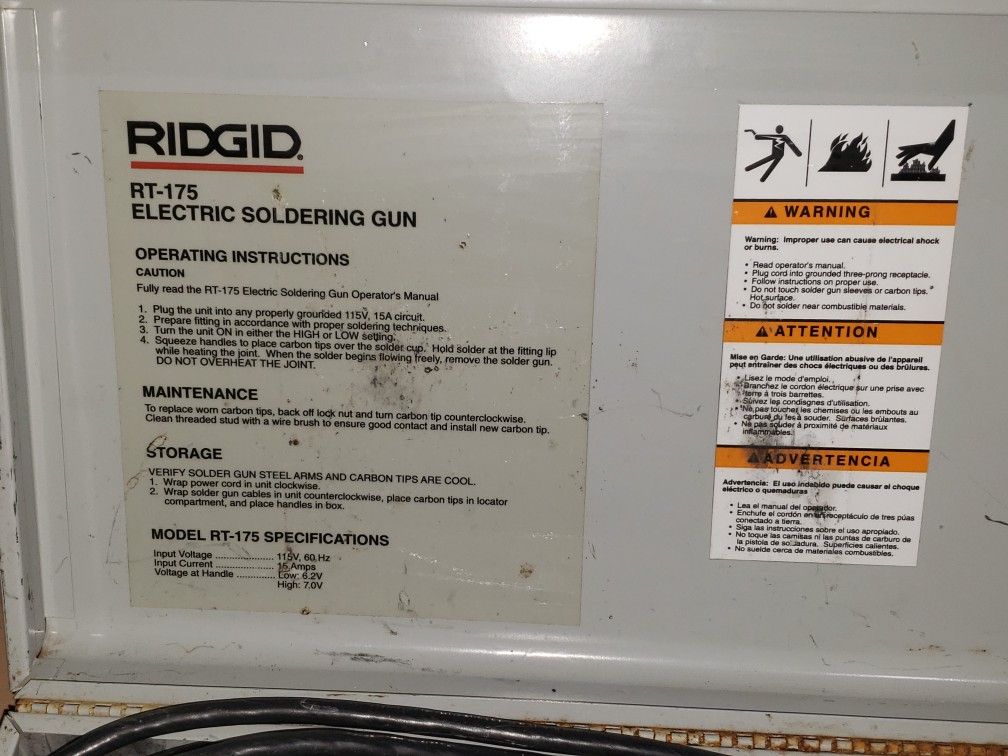 RIDGID.
RT-175
ELECTRIC SOLDERING GUN
OPERATING INSTRUCTIONS
CAUTION
Fully read the RT-175 Electric Soldering Gun Operator's Manual
1. Plug the unit into any properly grounded 115V, 15A circuit.
2. Prepare fitting in accordance with proper soldering techniques.
3. Turn the unit ON in either the HIGH or LOW setting.
4. Squeeze handles to place carbon tips over the solder cup. Hold solder at the fitting lip
while heating the joint. When the solder begins flowing freely, remove the solder gun.
DO NOT OVERHEAT THE JOINT.
MAINTENANCE
To replace worn carbon tips, back off lock nut and turn carbon tip counterclockwise.
Clean threaded stud with a wire brush to ensure good contact and install new carbon tip.
STORAGE
VERIFY SOLDER GUN STEEL ARMS AND CARBON TIPS ARE COOL.
1. Wrap power cord in unit clockwise.
2. Wrap solder gun cables in unit counterclockwise, place carbon tips in locator
compartment, and place handles in box.
MODEL RT-175 SPECIFICATIONS
Input Voltage .................... 115V, 60 Hz
Input Current .................... 15 Amps
Voltage at Handle ............. Low: 6.2V
High: 7.0V
WARNING
Warning: Improper use can cause electrical shock
or burns.
• Read operator's manual.
• Plug cord into grounded three-prong receptacle.
• Follow instructions on proper use.
• Do not touch solder gun sleeves or carbon tips.
Hot surface.
• Do not solder near combustible materials.
ATTENTION
Mise en Garde: Une utilisation abusive de l'appareil
peut entraîner des chocs électriques ou des brûlures.
• Lisez le mode d'emploi.
• Branchez le cordon électrique sur une prise avec
terre à trois barrettes.
• Suivez les condisgnes d'utilisation.
• Ne pas toucher les chemises ou les embouts au
carbure du fer à souder. Surfaces brûlantes.
• Ne pas souder à proximité de matériaux
inflammables.
ADVERTENCIA
Advertencia: El uso indebido puede causar el choque
eléctrico o quemaduras
• Lea el manual del operador.
• Enchufe el cordón en un receptáculo de tres púas
conectado a tierra.
• Siga las instrucciones sobre el uso apropiado.
• No toque las camisas ni las puntas de carburo de
la pistola de soldadura. Superficies calientes.
• No suelde cerca de materiales combustibles.